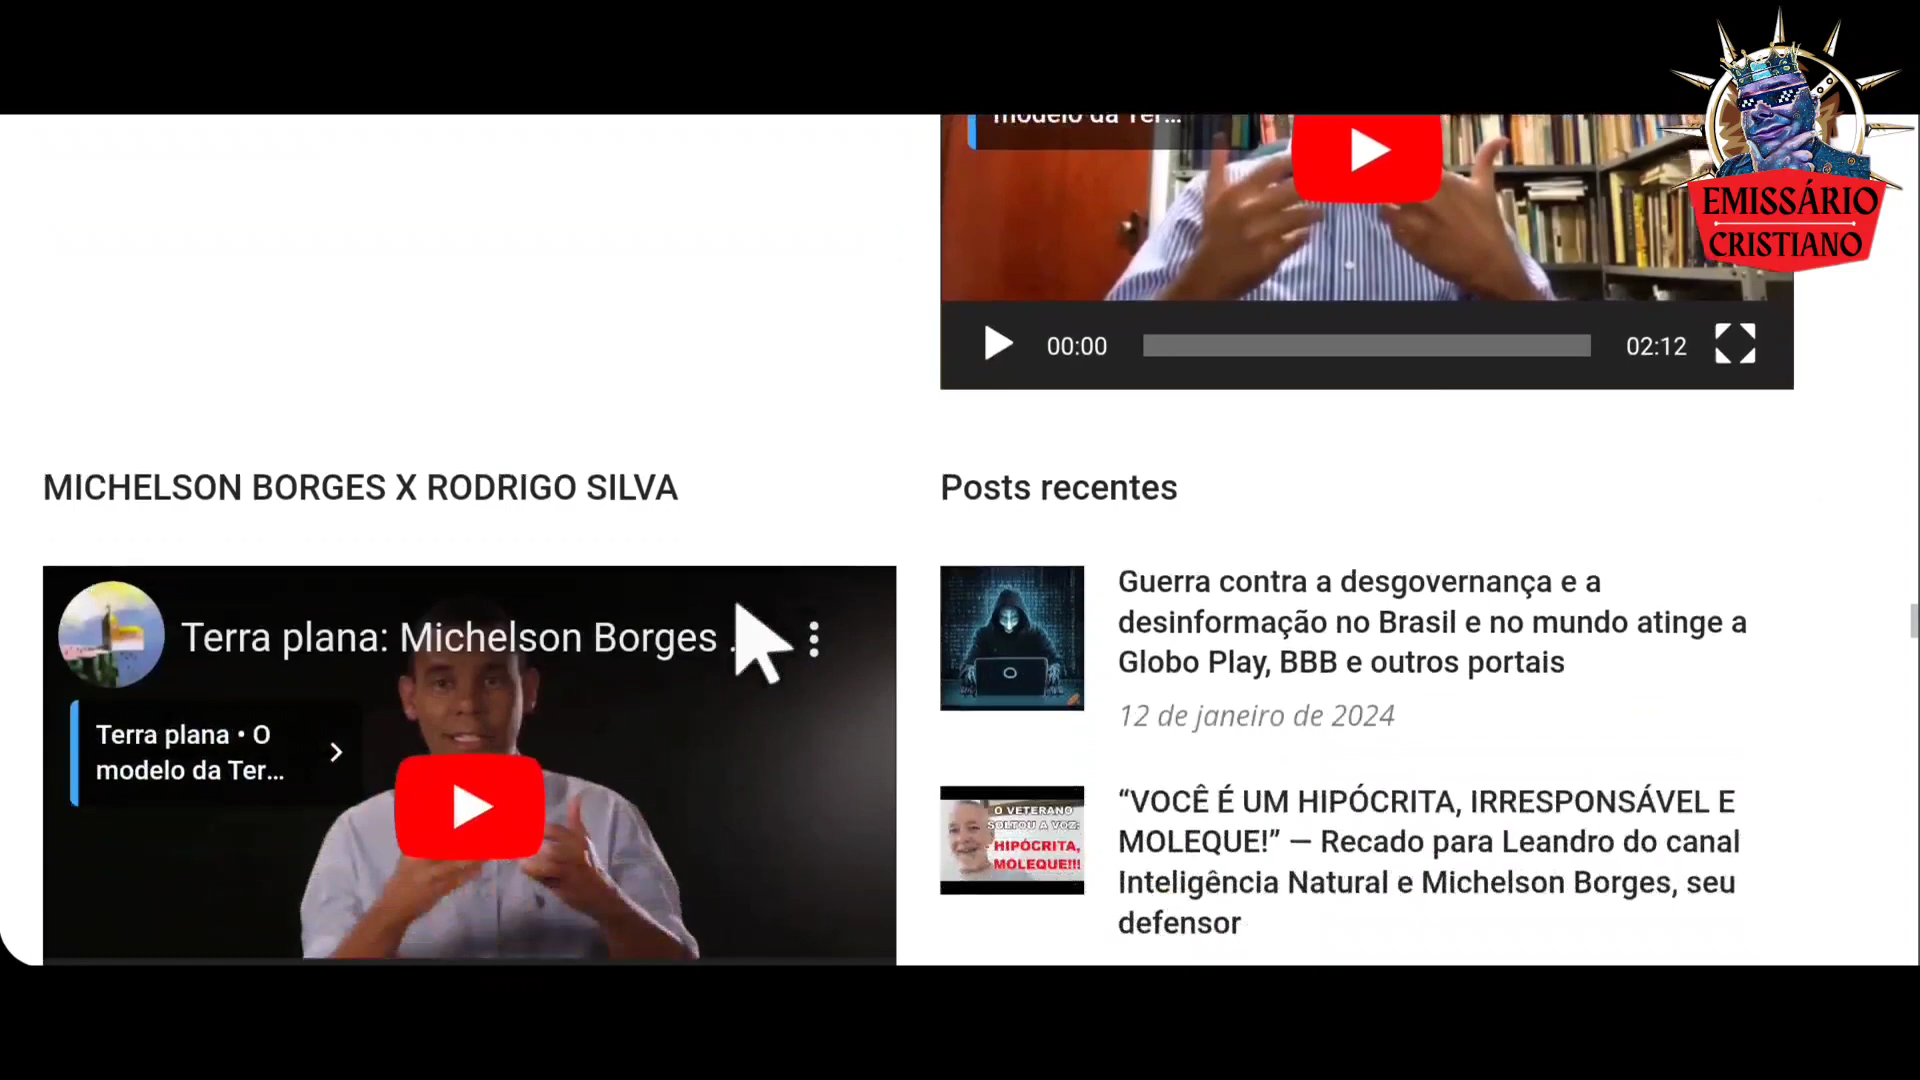 modelo da Ter...
EMISSÁRIO
CRISTIANO
00:00
02:12
MICHELSON BORGES X RODRIGO SILVA
Terra plana: Michelson Borges .
Terra plana • O
modelo da Ter...
Posts recentes
Guerra contra a desgovernança e a
desinformação no Brasil e no mundo atinge a
Globo Play, BBB e outros portais
12 de janeiro de 2024
O VETERANO
SOLTOU A VOZ:
HIPÓCRITA,
MOLEQUE!!!
“VOCÊ É UM HIPÓCRITA, IRRESPONSÁVEL E
MOLEQUE!” — Recado para Leandro do canal
Inteligência Natural e Michelson Borges, seu
defensor